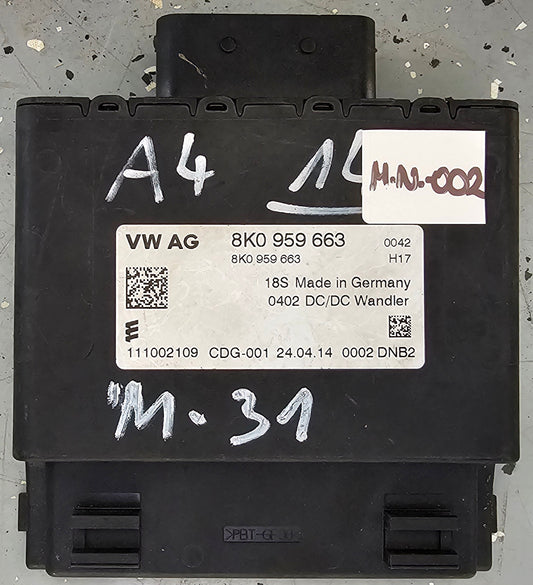 A4 14
M.N.-002
VW AG 8K0 959 663 0042
8K0 959 663 H17
18S Made in Germany
0402 DC/DC Wandler
111002109 CDG-001 24.04.14 0002 DNB2
"M.31